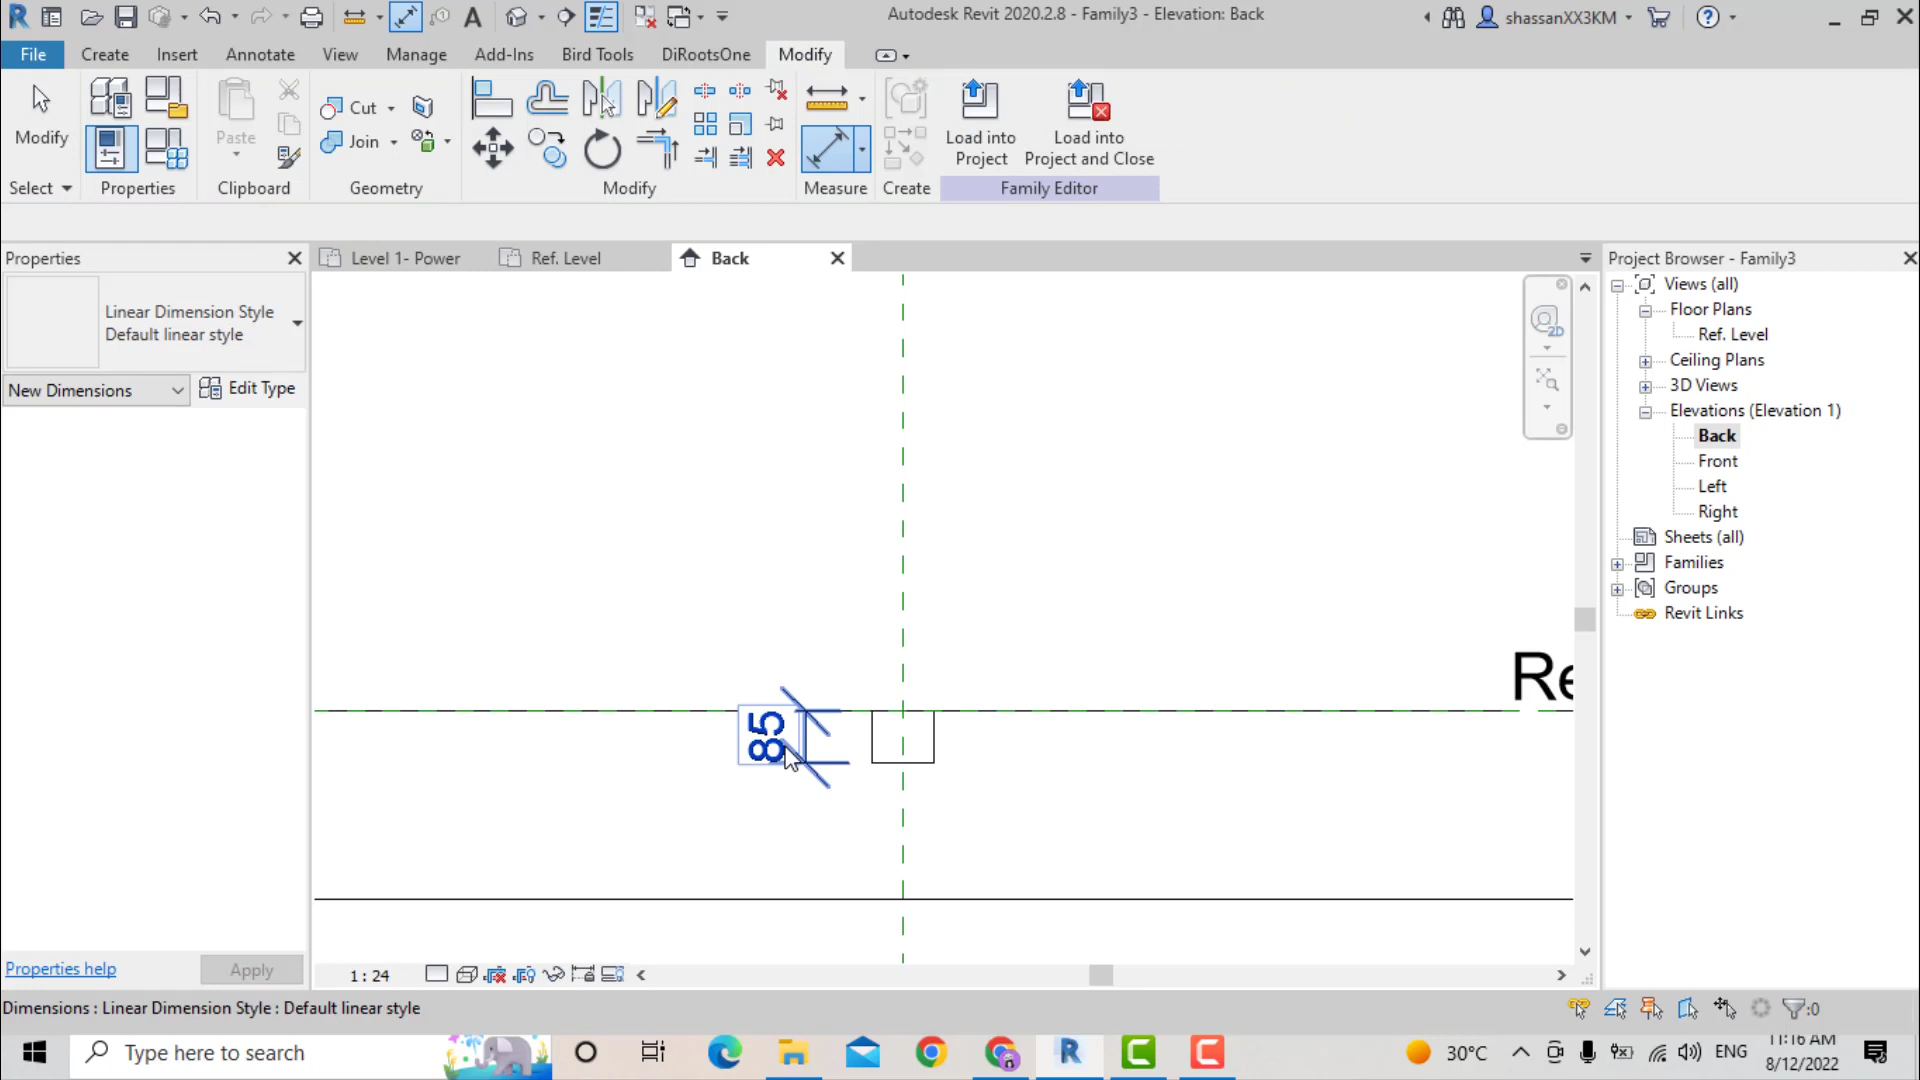 Autodesk Revit 2020.2.8 - Family3 - Elevation: Back
shassanXX3KM
File Create Insert Annotate View Manage Add-Ins Bird Tools DiRootsOne Modify
Modify
Paste
Cut
Join
Load into Project
Load into Project and Close
Select Properties Clipboard Geometry Modify Measure Create Family Editor
Properties
Level 1- Power
Ref. Level
Back
Project Browser - Family3
Linear Dimension Style
Default linear style
New Dimensions
Edit Type
85
Re
Views (all)
Floor Plans
Ref. Level
Ceiling Plans
3D Views
Elevations (Elevation 1)
Back
Front
Left
Right
Sheets (all)
Families
Groups
Revit Links
Properties help
Apply
1 : 24
Dimensions : Linear Dimension Style : Default linear style
:0
Type here to search
30°C
ENG
11:16 AM
8/12/2022